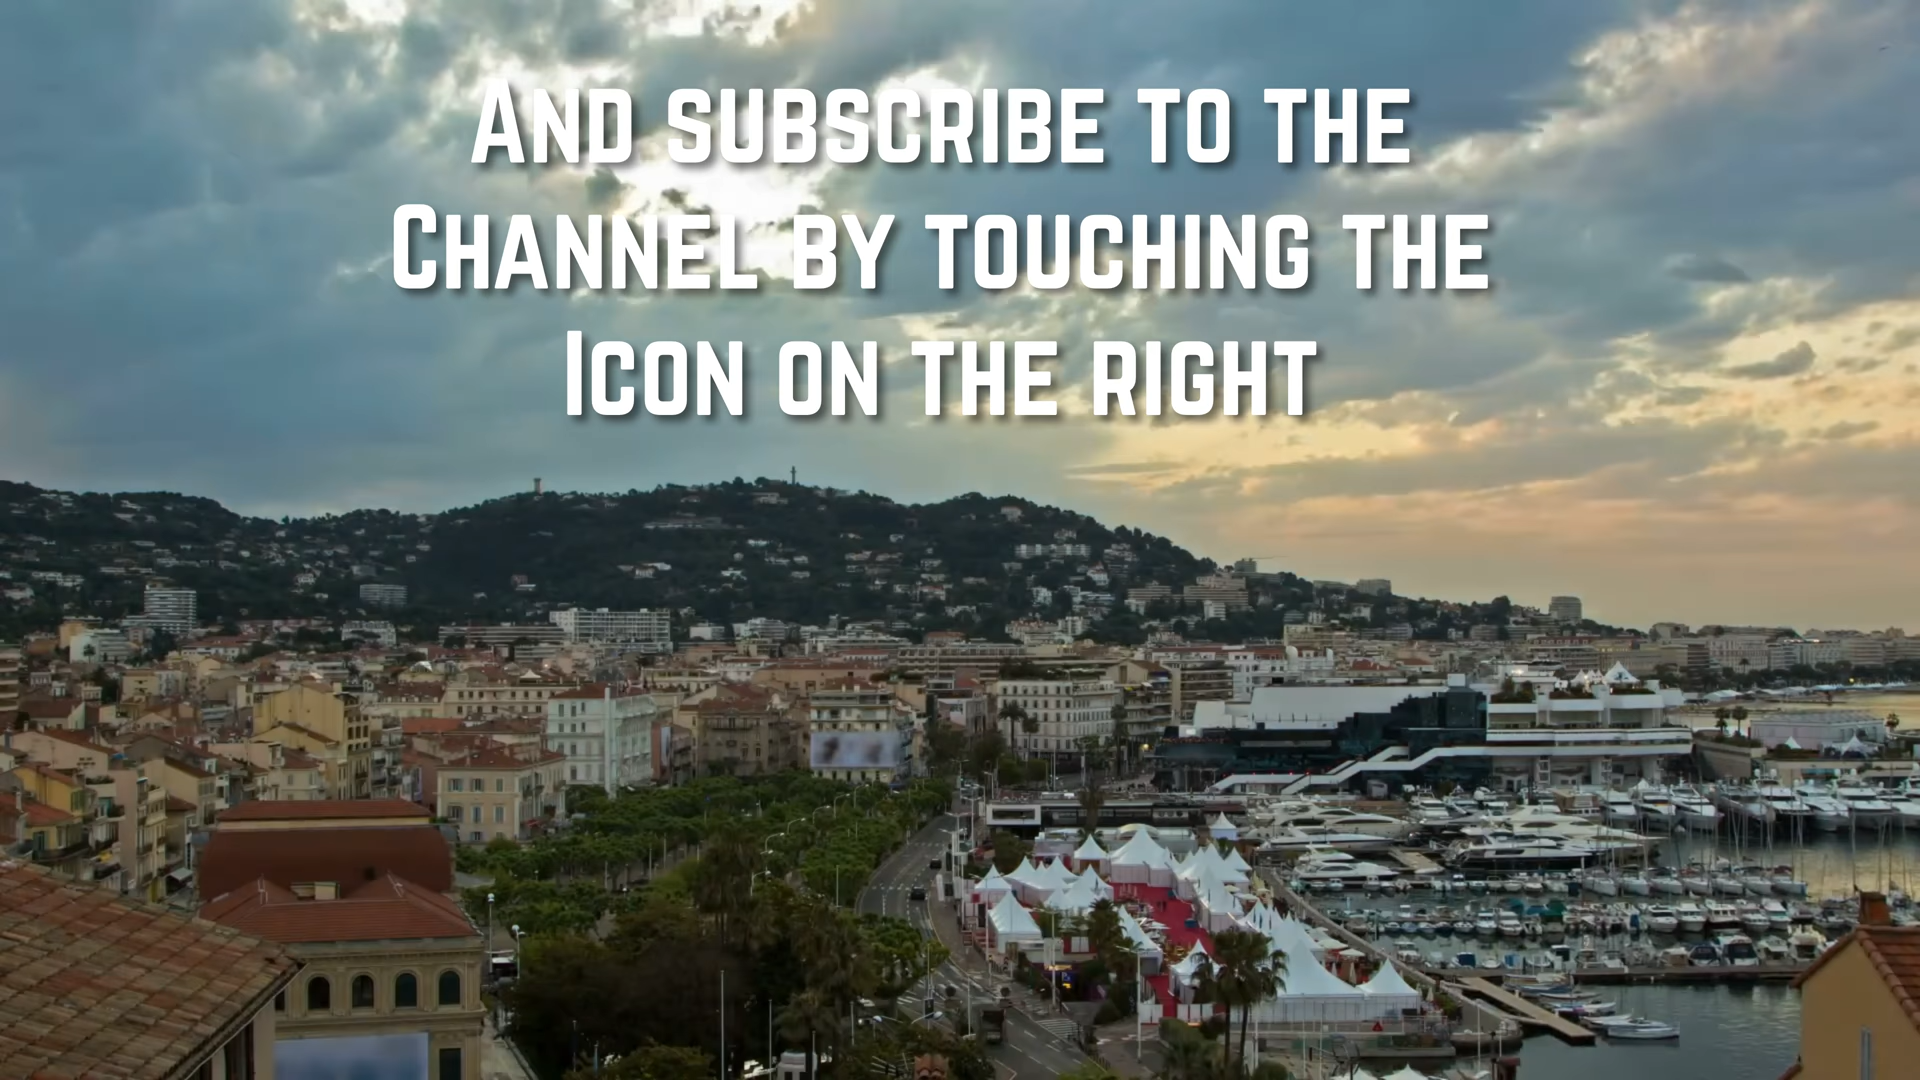 And subscribe to the
Channel by touching the
Icon on the right